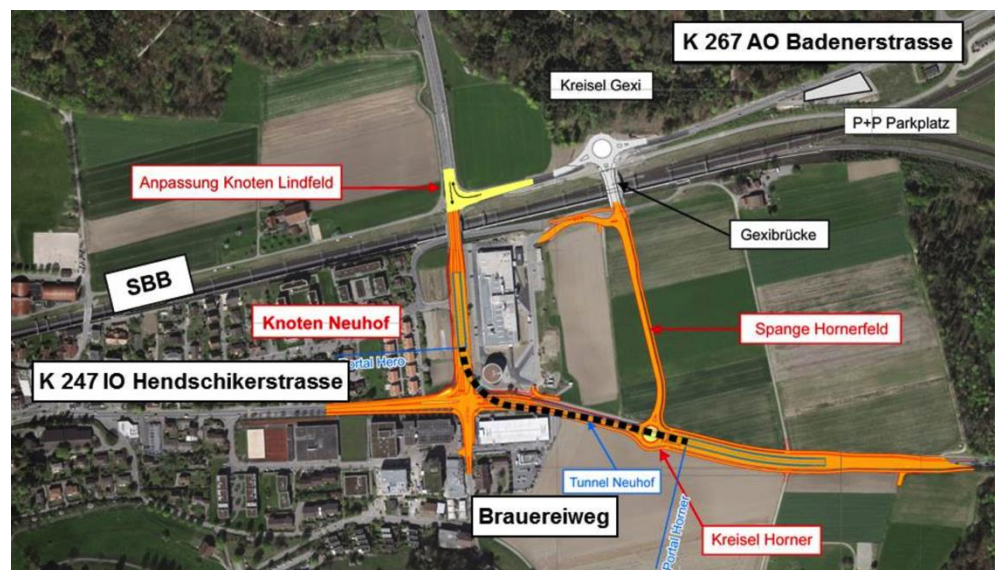 K 267 AO Badenerstrasse
Kreisel Gexi
P+P Parkplatz
Anpassung Knoten Lindfeld
Gexibrücke
SBB
Knoten Neuhof
Spange Hornerfeld
Portal Hero
K 247 IO Hendschikerstrasse
Tunnel Neuhof
Brauereiweg
Portal Horner
Kreisel Horner